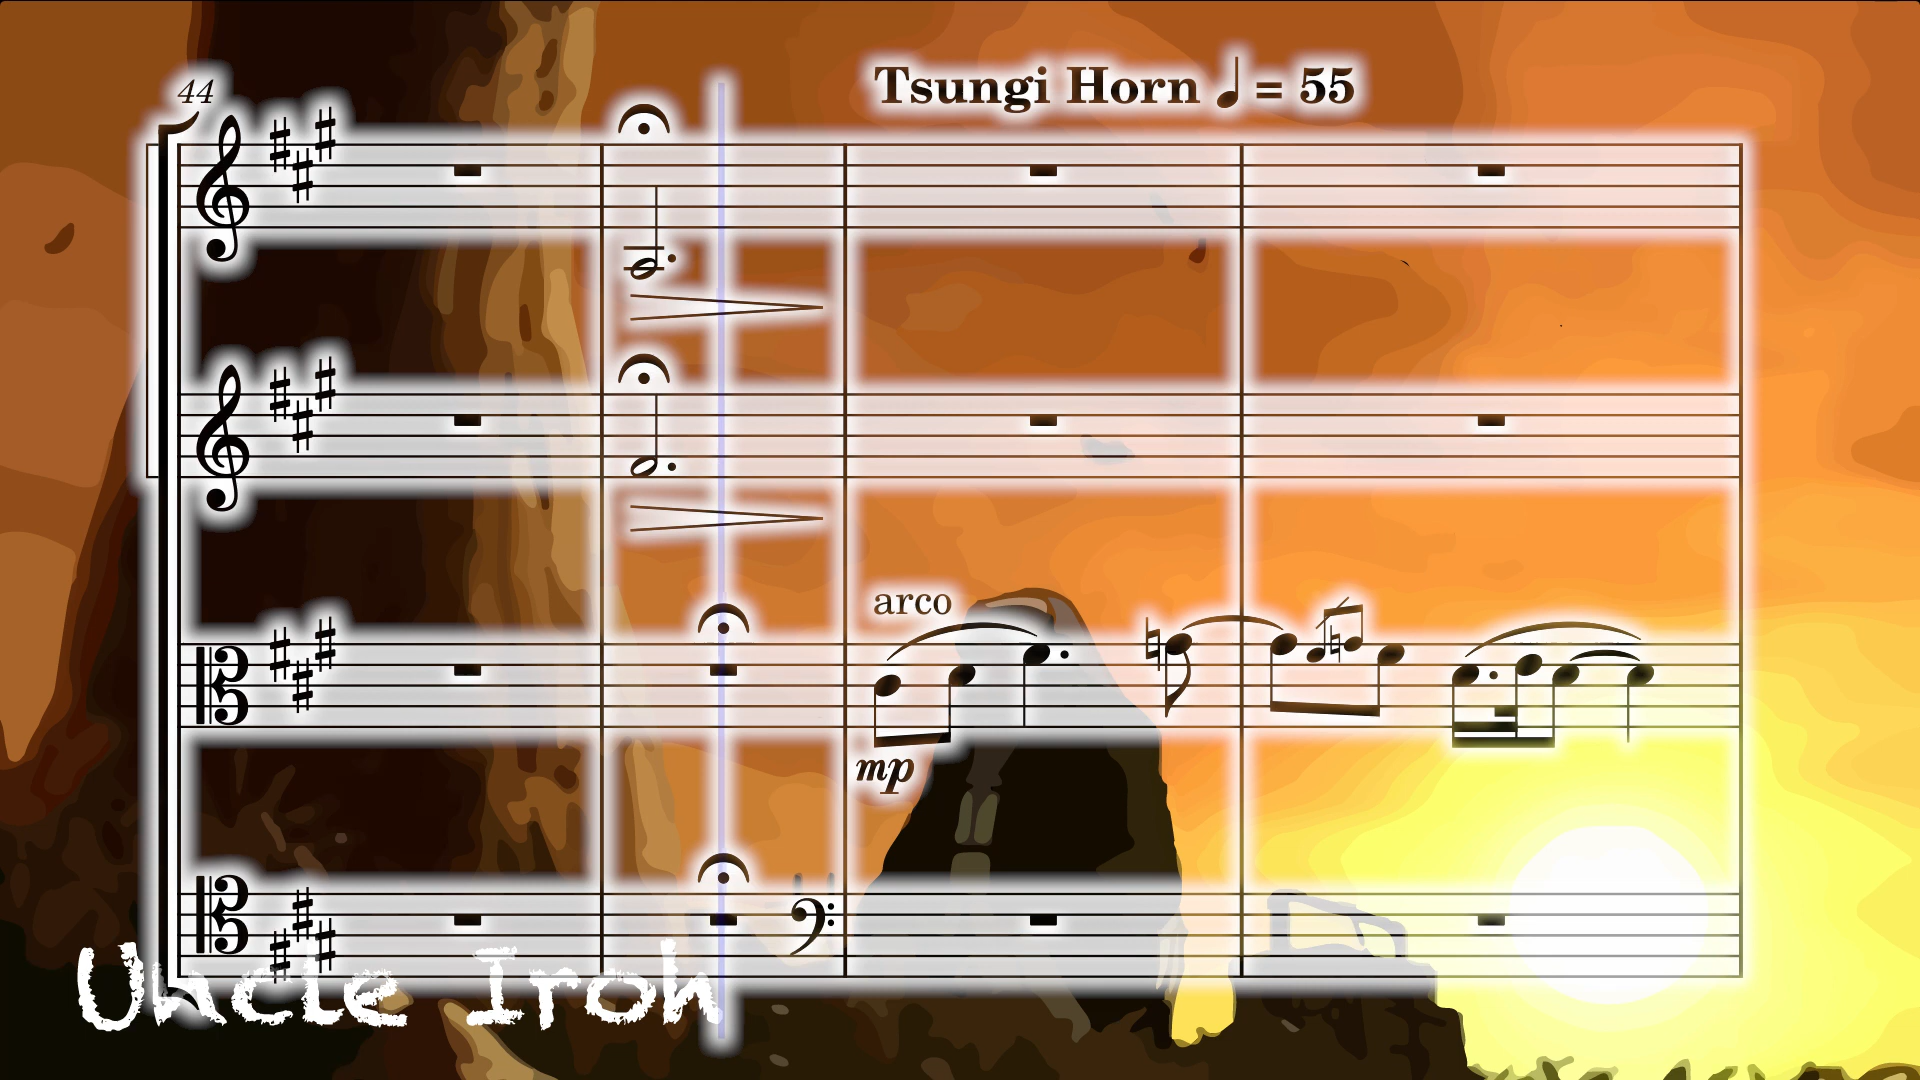 44
Tsungi Horn ♩ = 55
arco
mp
Uncle Iroh